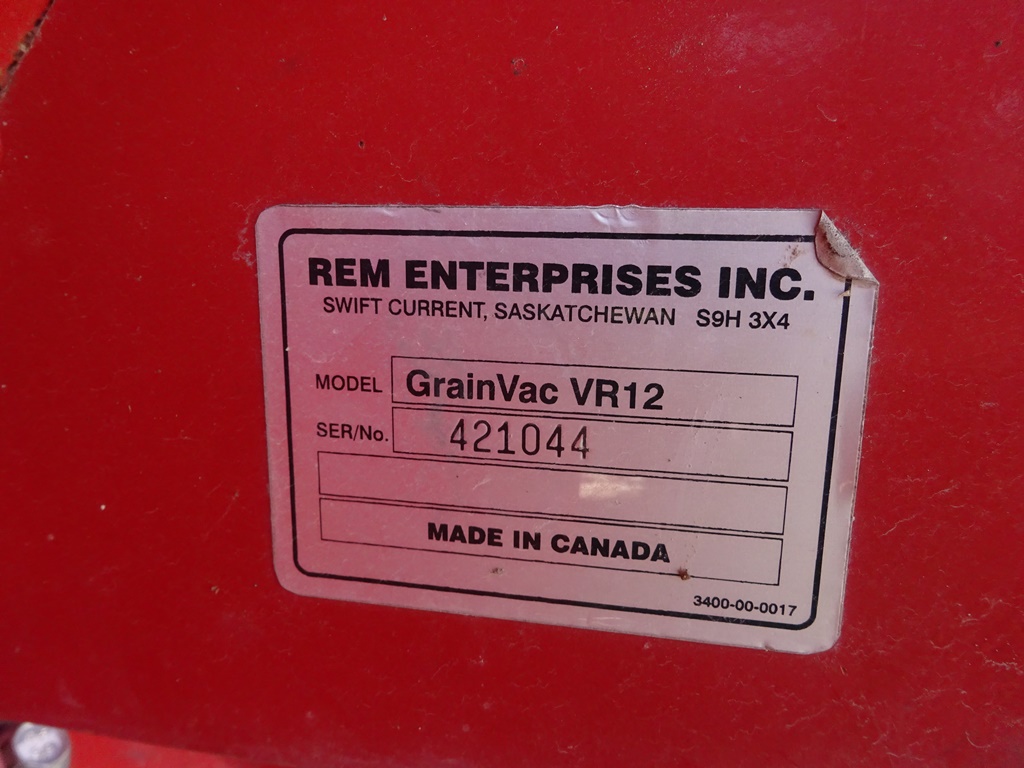 REM ENTERPRISES INC.
SWIFT CURRENT, SASKATCHEWAN S9H 3X4
MODEL GrainVac VR12
SER/No. 421044
MADE IN CANADA
3400-00-0017